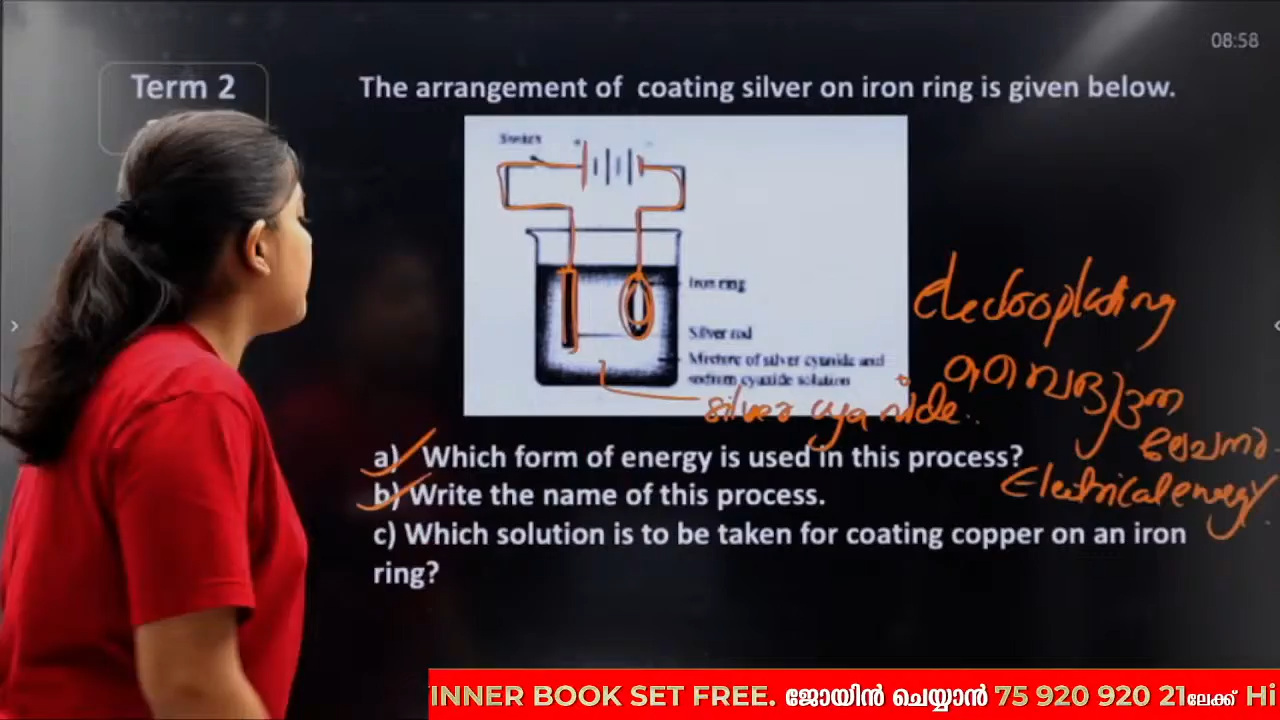 08:58
Term 2
The arrangement of coating silver on iron ring is given below.
Switch
Iron ring
Silver rod
Mixture of silver cyanide and
sodium cyanide solution
Electroplating
വൈദ്യുത
ലേപനം
silver cyanide.
Electrical energy
a) Which form of energy is used in this process?
b) Write the name of this process.
c) Which solution is to be taken for coating copper on an iron
ring?
INNER BOOK SET FREE. ജോയിൻ ചെയ്യാൻ 75 920 920 21ലേക്ക് Hi